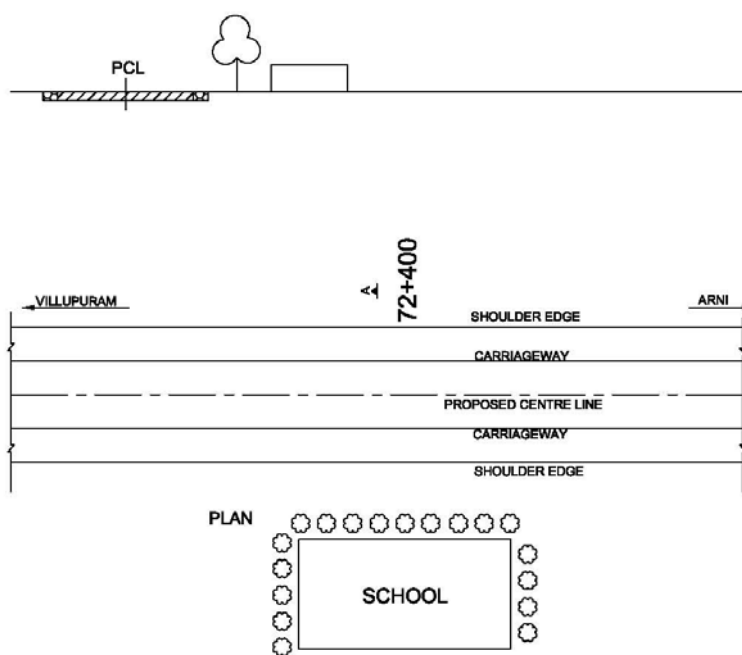 PCL
A
72+400
VILLUPURAM
ARNI
SHOULDER EDGE
CARRIAGEWAY
PROPOSED CENTRE LINE
CARRIAGEWAY
SHOULDER EDGE
PLAN
SCHOOL